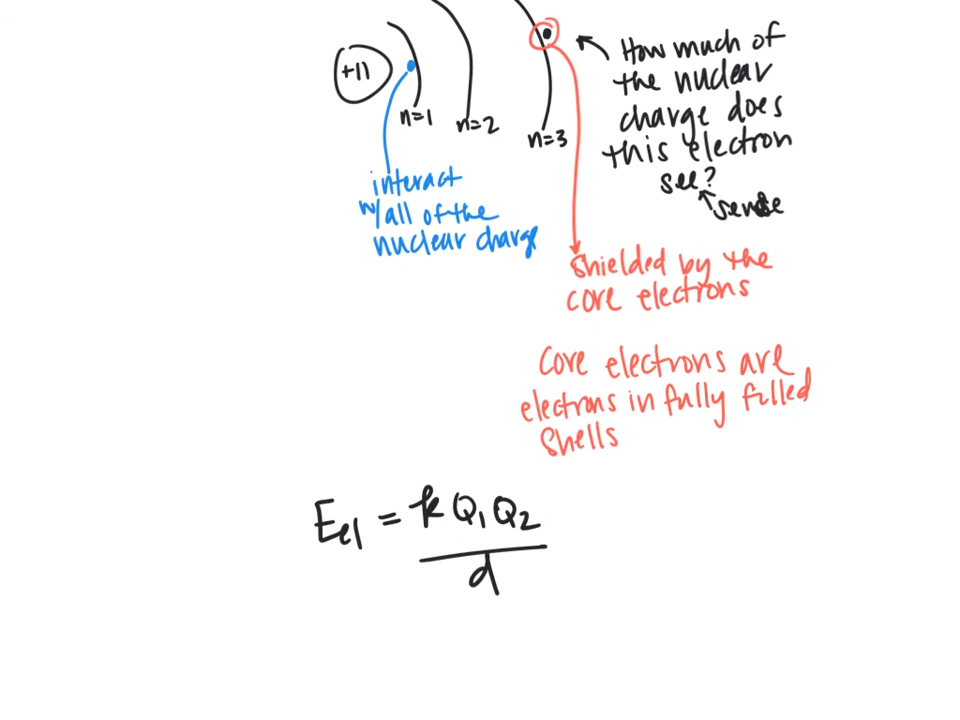 +11
n=1
n=2
n=3
How much of
the nuclear
charge does
this electron
see?
sense
interact
w/all of the
nuclear charge
shielded by the
core electrons
Core electrons are
electrons in fully filled
shells
Eel = kQ1Q2
d